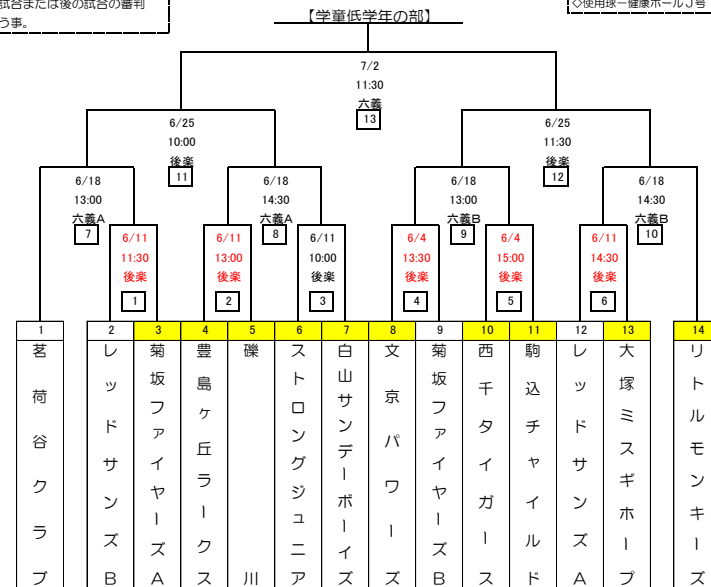 試合または後の試合の審判
う事。
【学童低学年の部】
◇使用球－健康ボールJ号
7/2
11:30
六義
13
6/25
10:00
後楽
11
6/25
11:30
後楽
12
6/18
13:00
六義A
7
6/18
14:30
六義A
8
6/18
13:00
六義B
9
6/18
14:30
六義B
10
6/11
11:30
後楽
1
6/11
13:00
後楽
2
6/11
10:00
後楽
3
6/4
13:30
後楽
4
6/4
15:00
後楽
5
6/11
14:30
後楽
6
1
茗荷谷クラブ
2
レッドサンズB
3
菊坂ファイヤーズA
4
豊島ヶ丘ラークス
5
礫川
6
ストロングジュニア
7
白山サンデーボーイズ
8
文京パワーズ
9
菊坂ファイヤーズB
10
西千タイガース
11
駒込チャイルド
12
レッドサンズA
13
大塚ミスギホープ
14
リトルモンキーズ